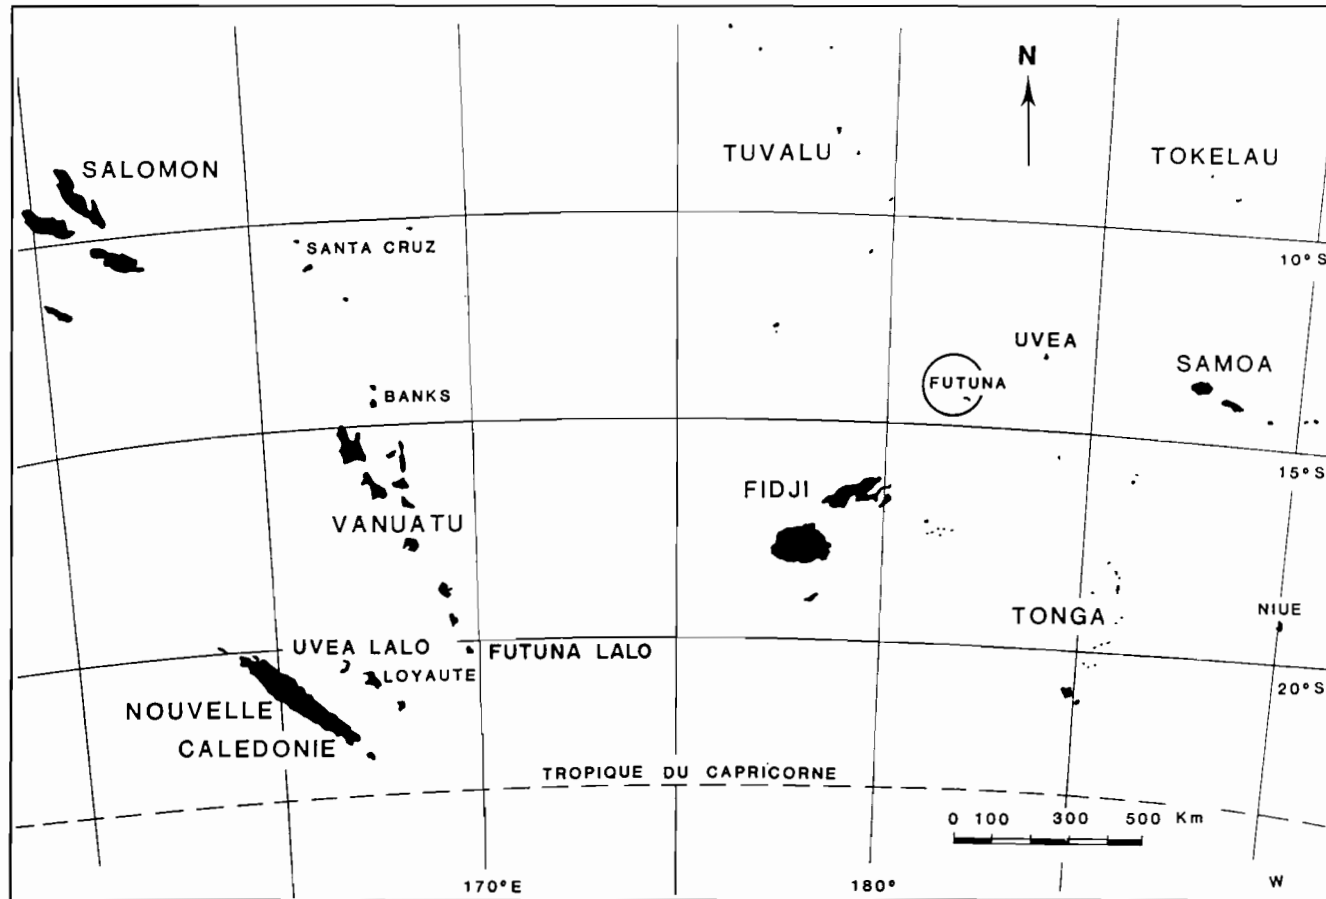 N
TUVALU
TOKELAU
SALOMON
SANTA CRUZ
10° S
UVEA
SAMOA
FUTUNA
BANKS
15° S
FIDJI
VANUATU
TONGA
NIUE
UVEA LALO
FUTUNA LALO
LOYAUTE
20° S
NOUVELLE
CALEDONIE
TROPIQUE DU CAPRICORNE
0 100 300 500 Km
170°E
180°
W